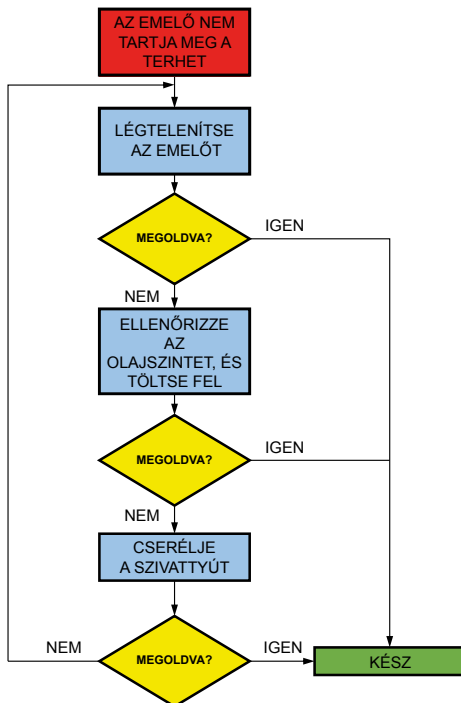 AZ EMELŐ NEM
TARTJA MEG A
TERHET
LÉGTELENÍTSE
AZ EMELŐT
MEGOLDVA?
IGEN
NEM
ELLENŐRIZZE
AZ
OLAJSZINTET, ÉS
TÖLTSE FEL
MEGOLDVA?
IGEN
NEM
CSERÉLJE
A SZIVATTYÚT
NEM
MEGOLDVA?
IGEN
KÉSZ